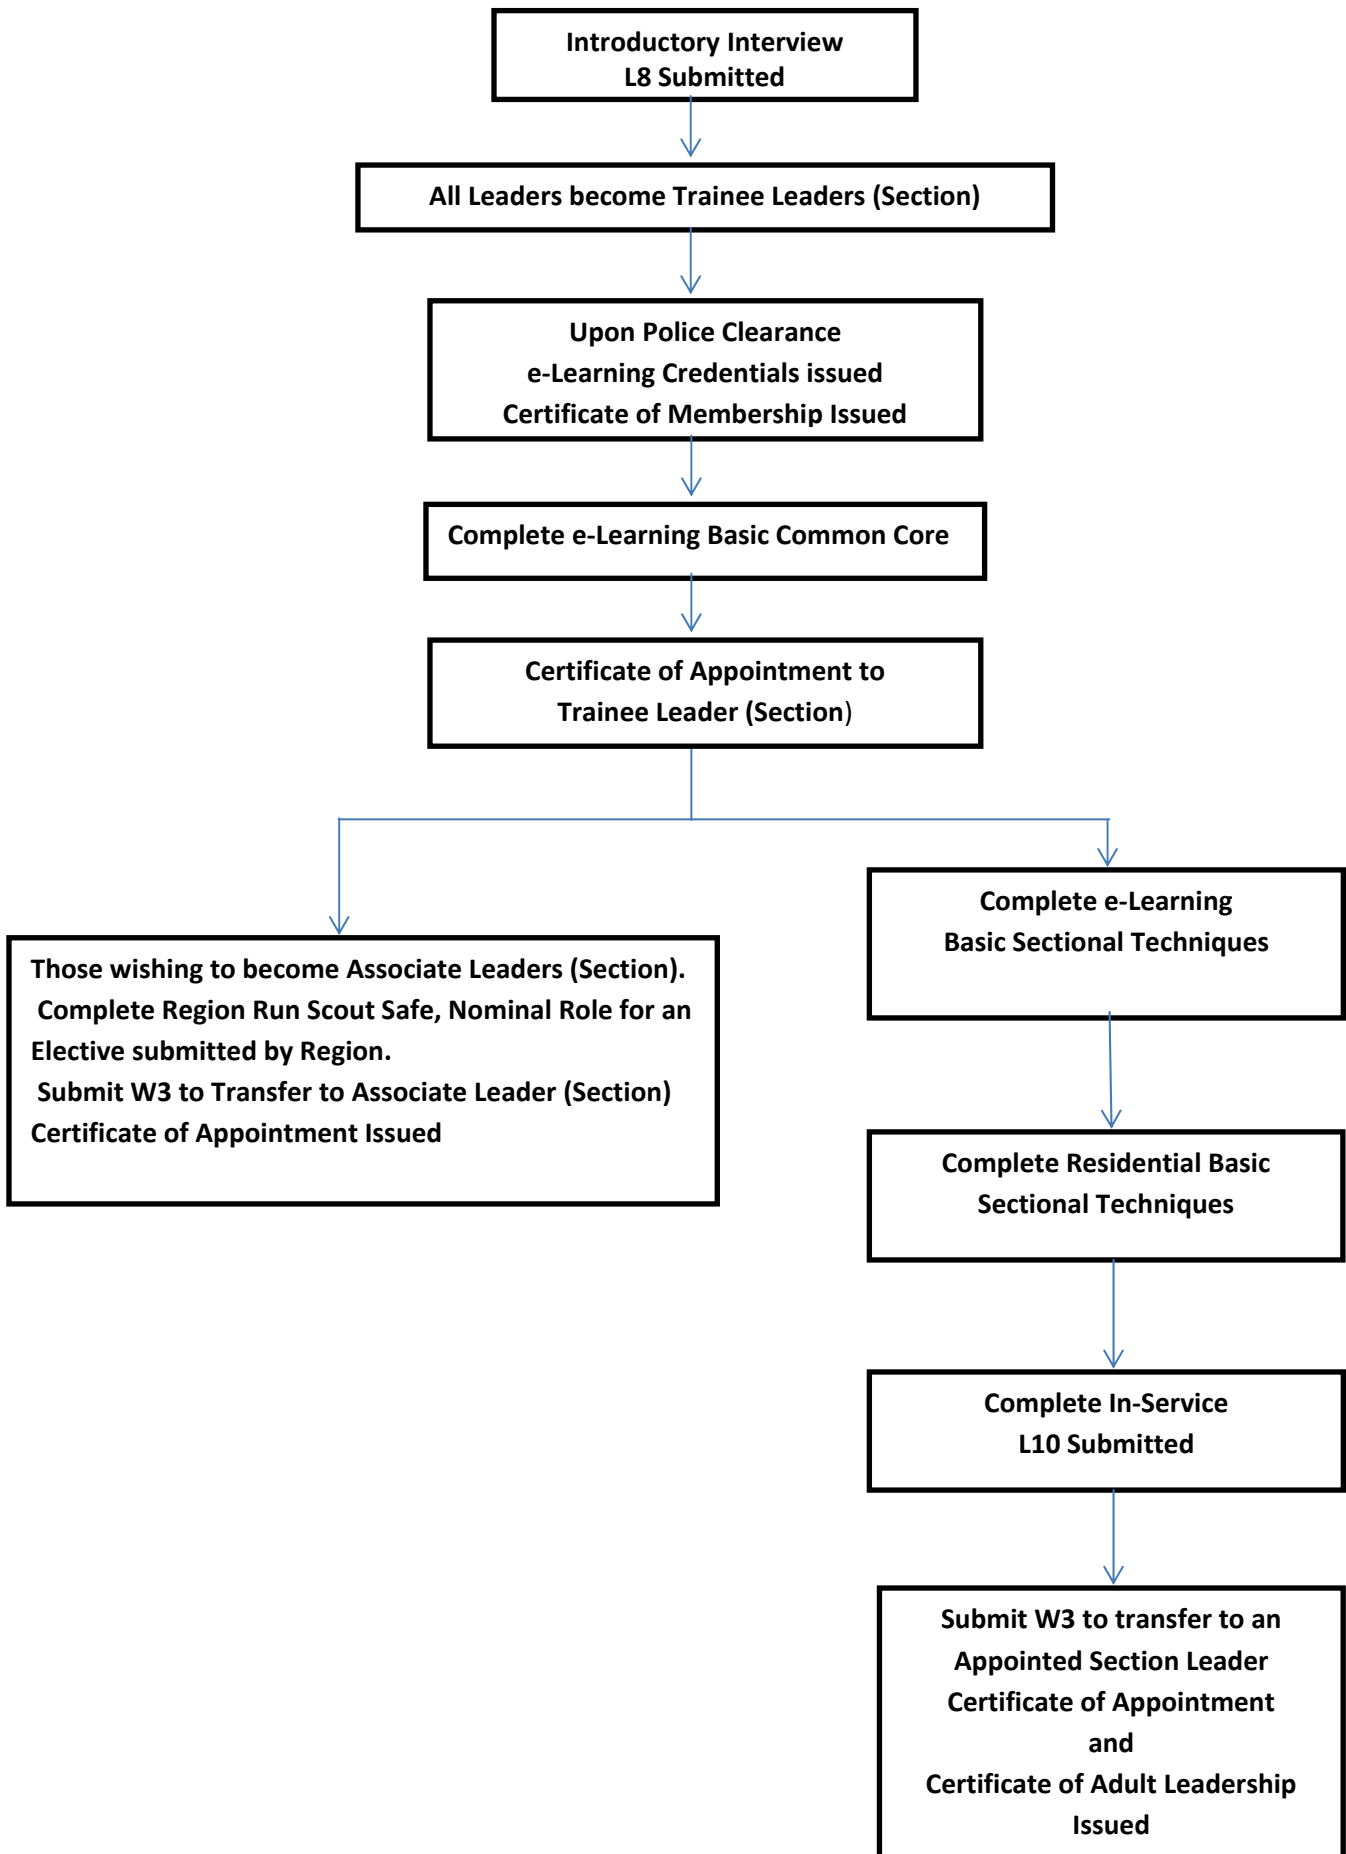 Introductory Interview
L8 Submitted
All Leaders become Trainee Leaders (Section)
Upon Police Clearance
e-Learning Credentials issued
Certificate of Membership Issued
Complete e-Learning Basic Common Core
Certificate of Appointment to
Trainee Leader (Section)
Those wishing to become Associate Leaders (Section).
Complete Region Run Scout Safe, Nominal Role for an
Elective submitted by Region.
Submit W3 to Transfer to Associate Leader (Section)
Certificate of Appointment Issued
Complete e-Learning
Basic Sectional Techniques
Complete Residential Basic
Sectional Techniques
Complete In-Service
L10 Submitted
Submit W3 to transfer to an
Appointed Section Leader
Certificate of Appointment
and
Certificate of Adult Leadership
Issued